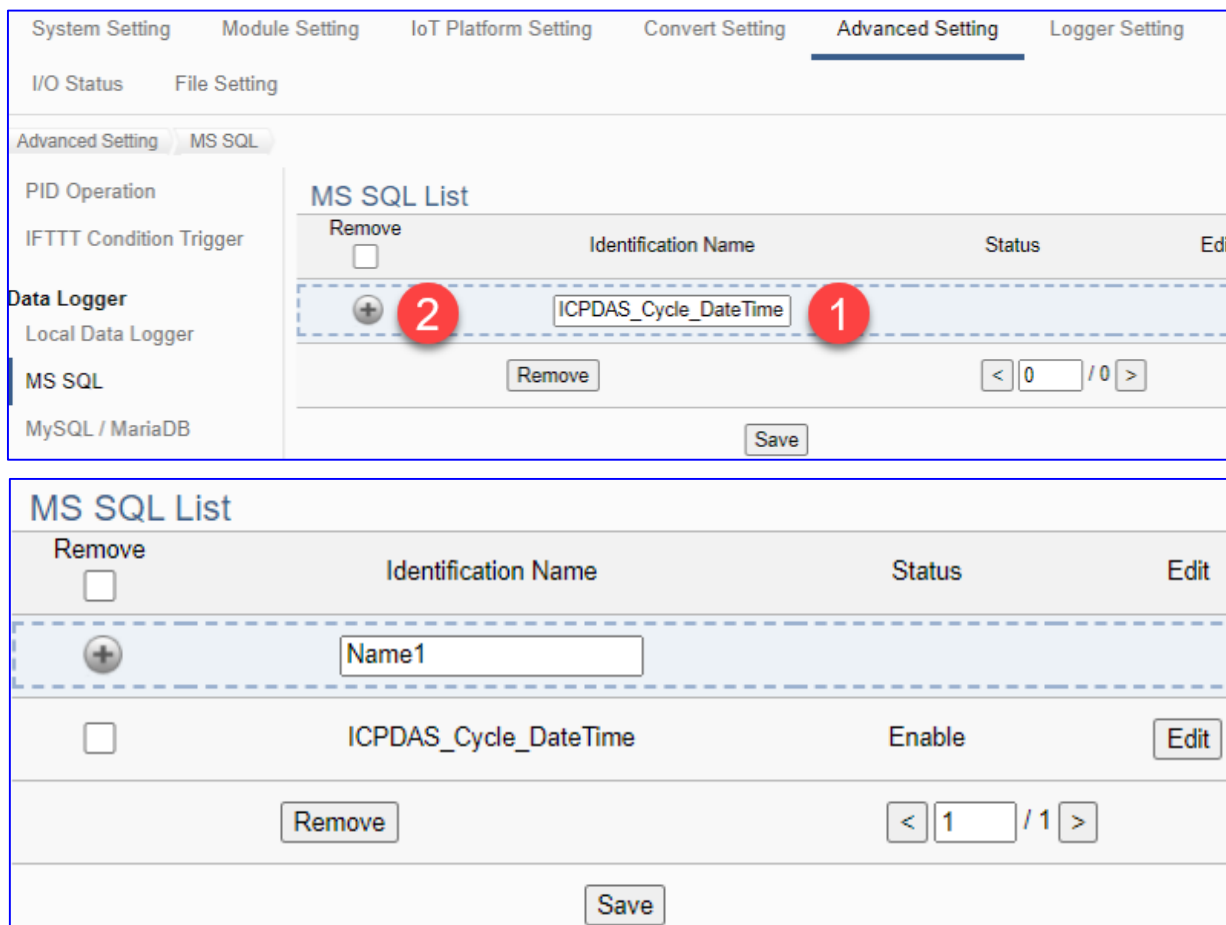 System Setting Module Setting IoT Platform Setting Convert Setting Advanced Setting Logger Setting
I/O Status File Setting
Advanced Setting MS SQL
PID Operation
IFTTT Condition Trigger
Data Logger
Local Data Logger
MS SQL
MySQL / MariaDB
MS SQL List
Remove Identification Name Status Edi
2 ICPDAS_Cycle_DateTime 1
Remove < 0 / 0 >
Save
MS SQL List
Remove Identification Name Status Edit
Name1
ICPDAS_Cycle_DateTime Enable Edit
Remove < 1 / 1 >
Save